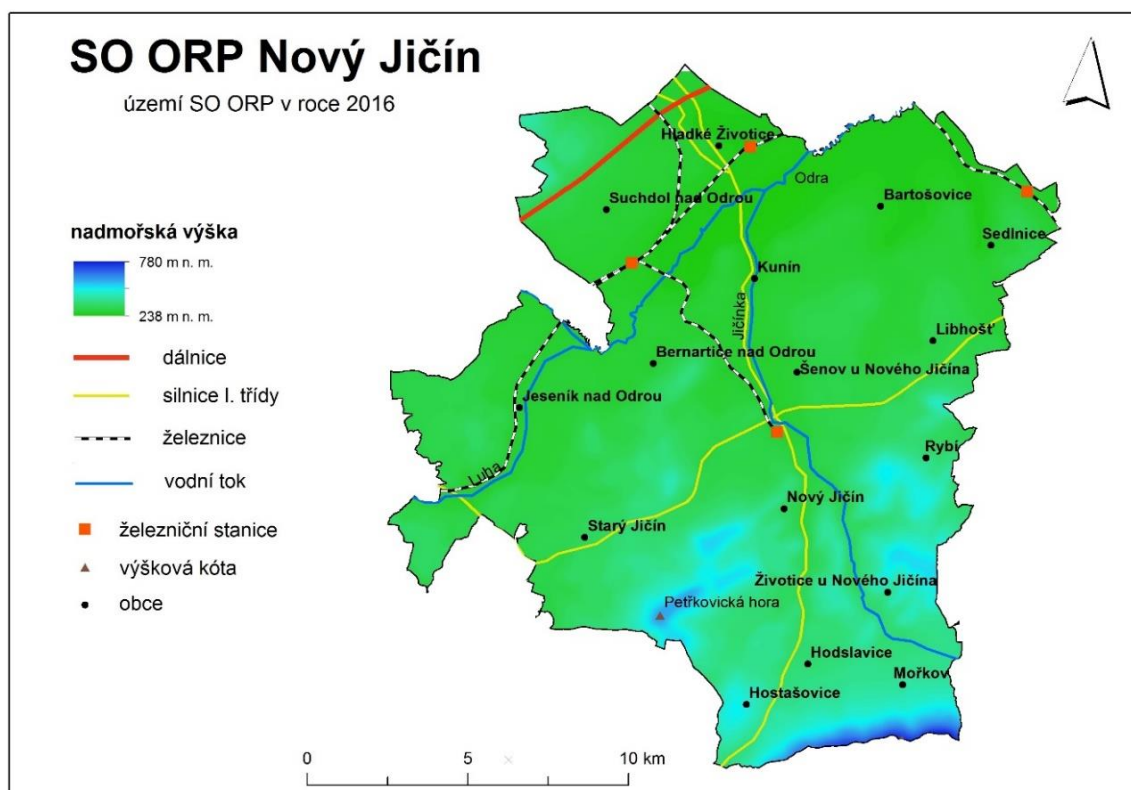 SO ORP Nový Jičín
území SO ORP v roce 2016
nadmořská výška
780 m n. m.
238 m n. m.
dálnice
silnice I. třídy
železnice
vodní tok
železniční stanice
výšková kóta
obce
Hladké Životice
Odra
Suchdol nad Odrou
Bartošovice
Sedlnice
Kunín
Jičínka
Libhošť
Bernartice nad Odrou
Šenov u Nového Jičína
Jeseník nad Odrou
Rybí
Luha
Nový Jičín
Starý Jičín
Životice u Nového Jičína
Petřkovická hora
Hodslavice
Mořkov
Hostašovice
0 5 10 km